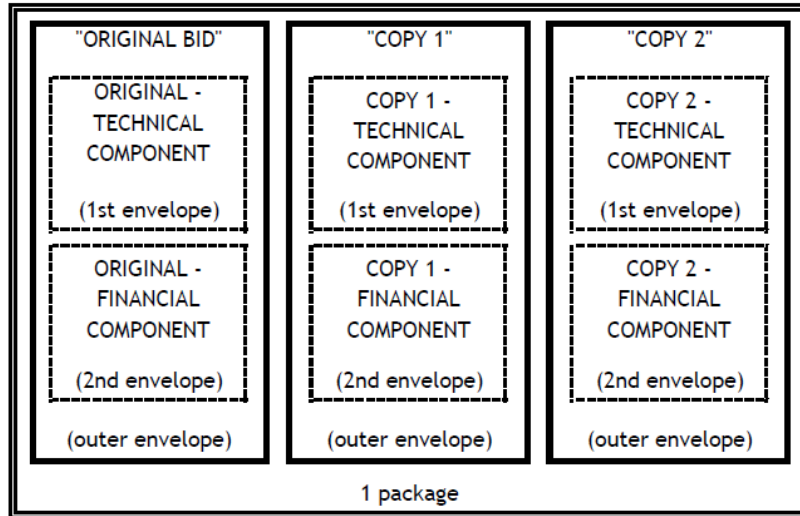 "ORIGINAL BID"
ORIGINAL -
TECHNICAL
COMPONENT
(1st envelope)
ORIGINAL -
FINANCIAL
COMPONENT
(2nd envelope)
(outer envelope)
"COPY 1"
COPY 1 -
TECHNICAL
COMPONENT
(1st envelope)
COPY 1 -
FINANCIAL
COMPONENT
(2nd envelope)
(outer envelope)
"COPY 2"
COPY 2 -
TECHNICAL
COMPONENT
(1st envelope)
COPY 2 -
FINANCIAL
COMPONENT
(2nd envelope)
(outer envelope)
1 package